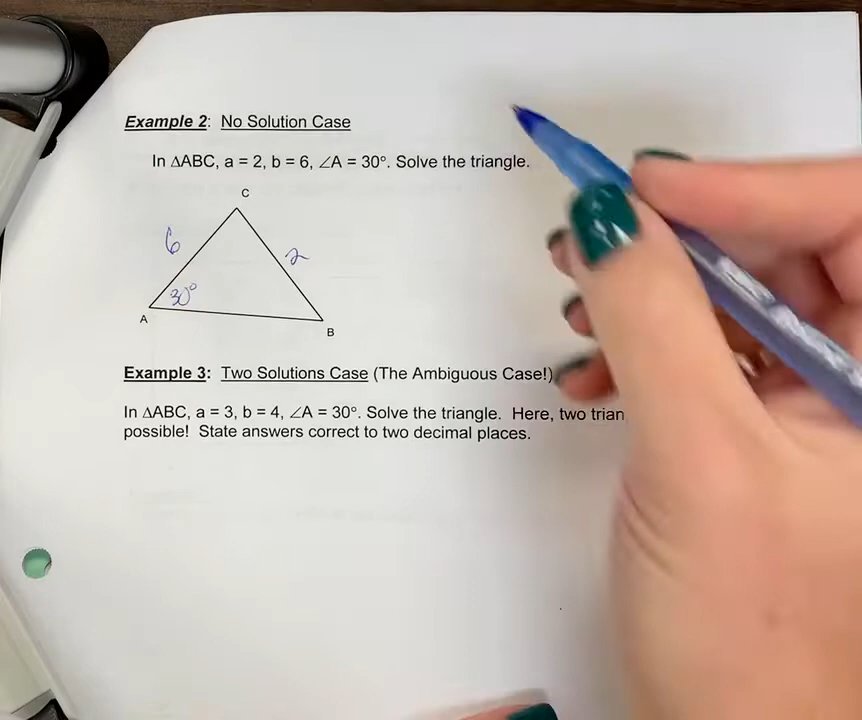 Example 2: No Solution Case
In ΔABC, a = 2, b = 6, ∠A = 30°. Solve the triangle.
C
6
2
30°
A
B
Example 3: Two Solutions Case (The Ambiguous Case!)
In ΔABC, a = 3, b = 4, ∠A = 30°. Solve the triangle. Here, two
possible! State answers correct to two decimal places.